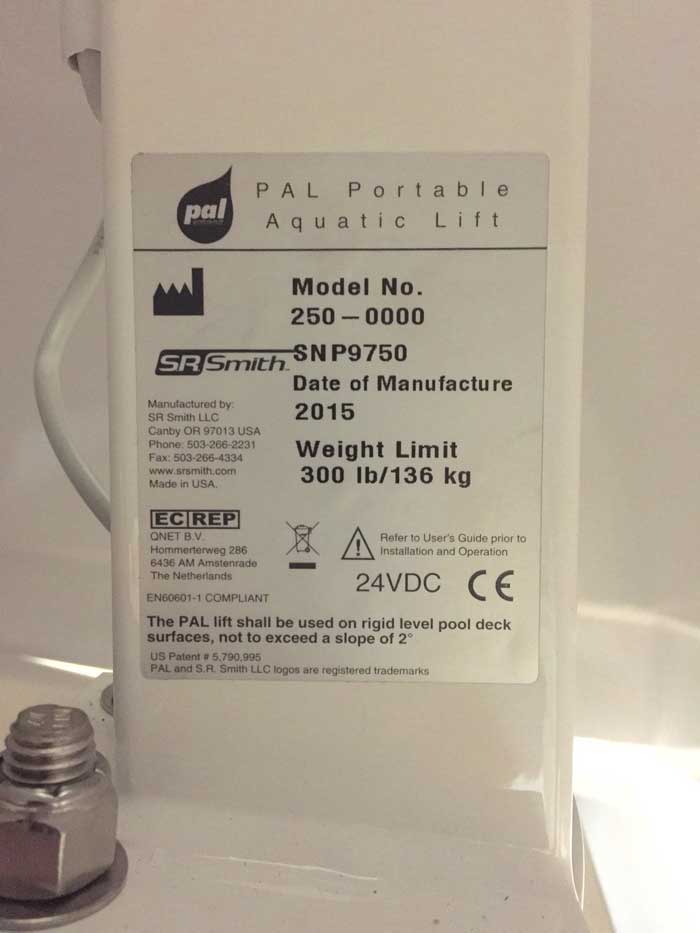 pal
PAL Portable
Aquatic Lift
Model No.
250-0000
SR Smith
SNP9750
Date of Manufacture
2015
Weight Limit
300 lb/136 kg
Manufactured by:
SR Smith LLC
Canby OR 97013 USA
Phone: 503-266-2231
Fax: 503-266-4334
www.srsmith.com
Made in USA.
EC REP
QNET B.V.
Hommerterweg 286
6436 AM Amstenrade
The Netherlands
EN60601-1 COMPLIANT
Refer to User's Guide prior to
Installation and Operation
24VDC CE
The PAL lift shall be used on rigid level pool deck
surfaces, not to exceed a slope of 2°
US Patent # 5,790,995
PAL and S.R. Smith LLC logos are registered trademarks